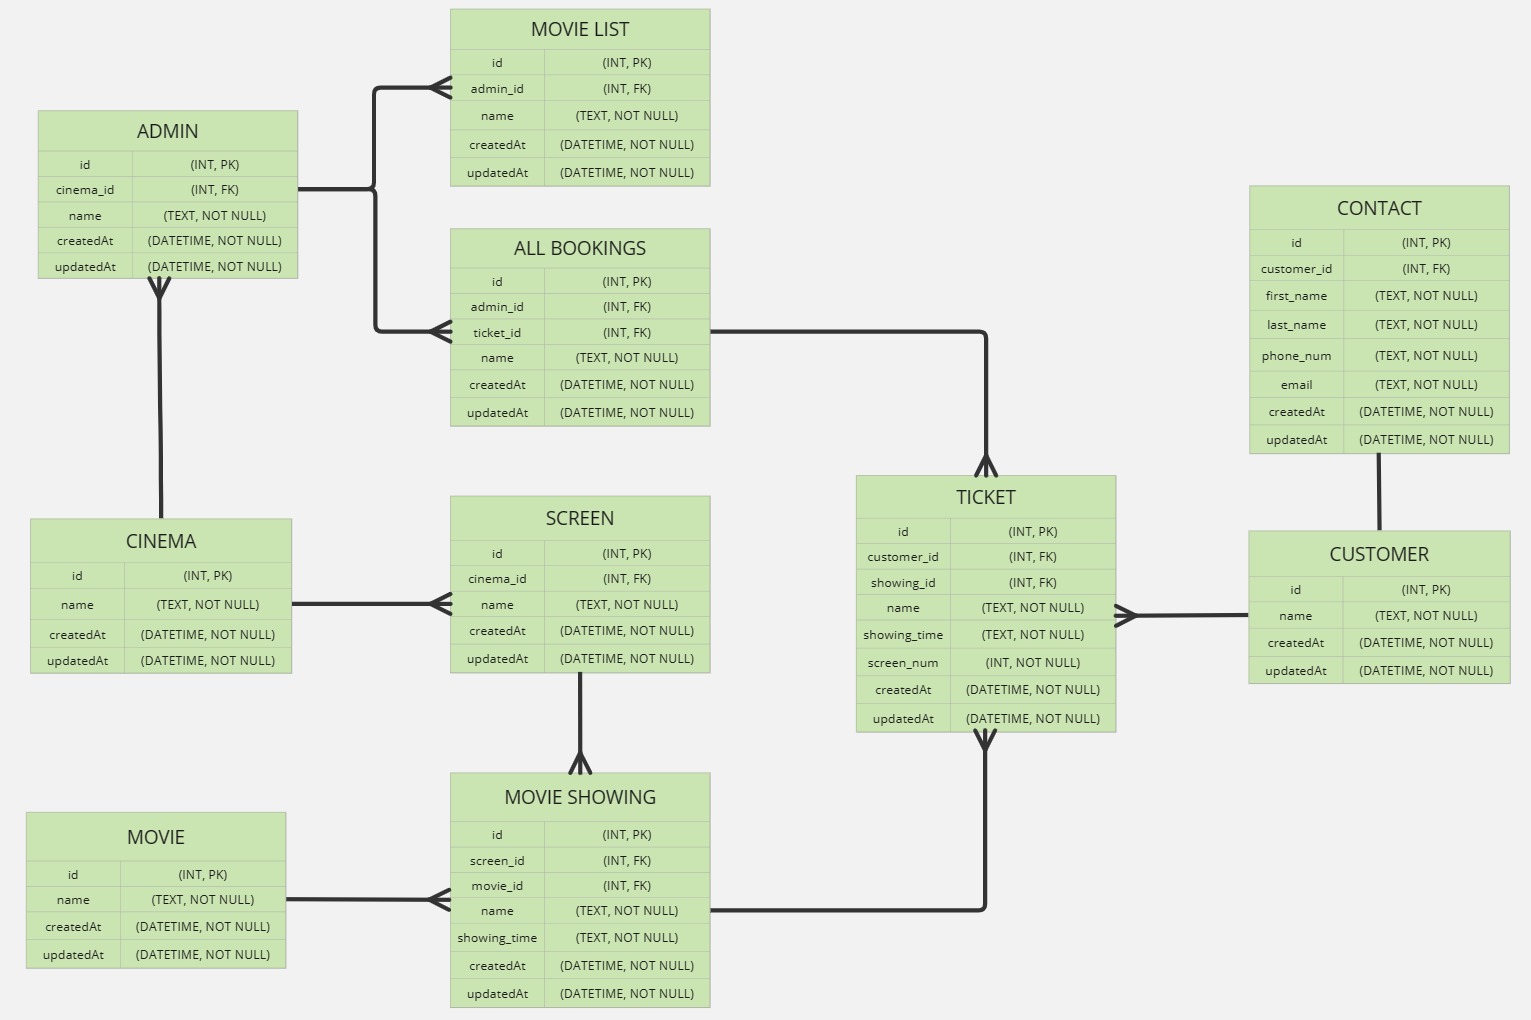 MOVIE LIST
id (INT, PK)
admin_id (INT, FK)
name (TEXT, NOT NULL)
createdAt (DATETIME, NOT NULL)
updatedAt (DATETIME, NOT NULL)
ADMIN
id (INT, PK)
cinema_id (INT, FK)
name (TEXT, NOT NULL)
createdAt (DATETIME, NOT NULL)
updatedAt (DATETIME, NOT NULL)
ALL BOOKINGS
id (INT, PK)
admin_id (INT, FK)
ticket_id (INT, FK)
name (TEXT, NOT NULL)
createdAt (DATETIME, NOT NULL)
updatedAt (DATETIME, NOT NULL)
CONTACT
id (INT, PK)
customer_id (INT, FK)
first_name (TEXT, NOT NULL)
last_name (TEXT, NOT NULL)
phone_num (TEXT, NOT NULL)
email (TEXT, NOT NULL)
createdAt (DATETIME, NOT NULL)
updatedAt (DATETIME, NOT NULL)
CINEMA
id (INT, PK)
name (TEXT, NOT NULL)
createdAt (DATETIME, NOT NULL)
updatedAt (DATETIME, NOT NULL)
SCREEN
id (INT, PK)
cinema_id (INT, FK)
name (TEXT, NOT NULL)
createdAt (DATETIME, NOT NULL)
updatedAt (DATETIME, NOT NULL)
TICKET
id (INT, PK)
customer_id (INT, FK)
showing_id (INT, FK)
name (TEXT, NOT NULL)
showing_time (TEXT, NOT NULL)
screen_num (INT, NOT NULL)
createdAt (DATETIME, NOT NULL)
updatedAt (DATETIME, NOT NULL)
CUSTOMER
id (INT, PK)
name (TEXT, NOT NULL)
createdAt (DATETIME, NOT NULL)
updatedAt (DATETIME, NOT NULL)
MOVIE
id (INT, PK)
name (TEXT, NOT NULL)
createdAt (DATETIME, NOT NULL)
updatedAt (DATETIME, NOT NULL)
MOVIE SHOWING
id (INT, PK)
screen_id (INT, FK)
movie_id (INT, FK)
name (TEXT, NOT NULL)
showing_time (TEXT, NOT NULL)
createdAt (DATETIME, NOT NULL)
updatedAt (DATETIME, NOT NULL)